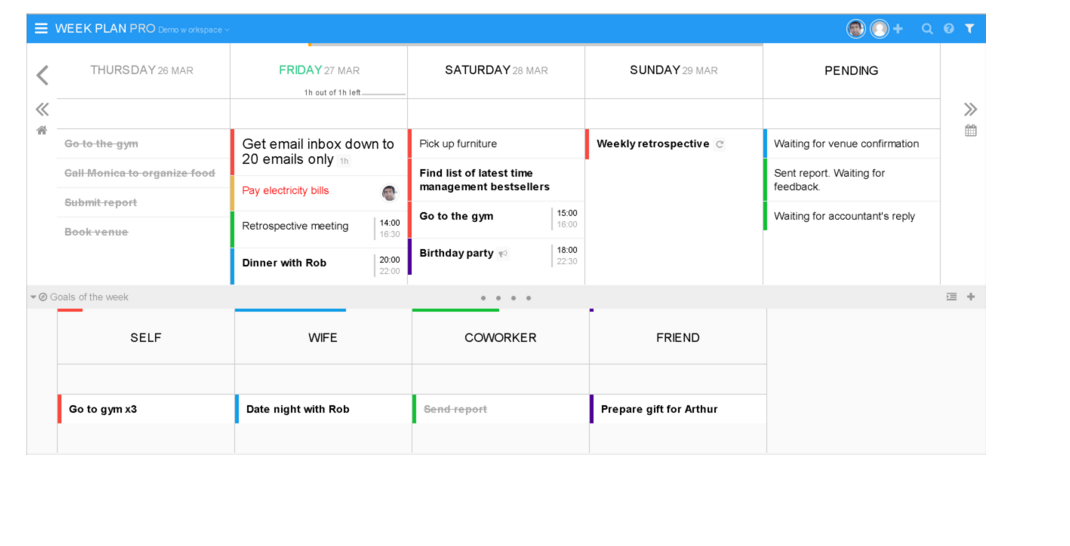 WEEK PLAN PRO Demo w orkspace
THURSDAY 26 MAR
FRIDAY 27 MAR
1h out of 1h left
SATURDAY 28 MAR
SUNDAY 29 MAR
PENDING
Go to the gym
Call Monica to organize food
Submit report
Book venue
Get email inbox down to
20 emails only 1h
Pay electricity bills
Retrospective meeting
14:00
16:30
Dinner with Rob
20:00
22:00
Pick up furniture
Find list of latest time
management bestsellers
Go to the gym
15:00
16:00
Birthday party
18:00
22:30
Weekly retrospective
Waiting for venue confirmation
Sent report. Waiting for
feedback.
Waiting for accountant's reply
Goals of the week
SELF
WIFE
COWORKER
FRIEND
Go to gym x3
Date night with Rob
Send report
Prepare gift for Arthur